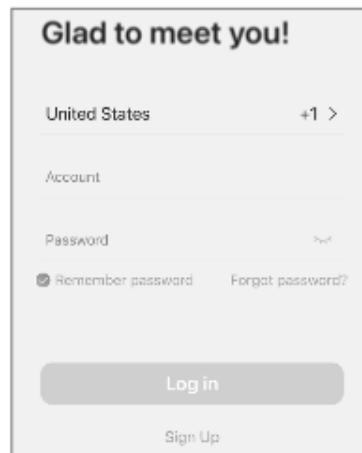 Glad to meet you!
United States +1 >
Account
Password
Remember password Forgot password?
Log in
Sign Up